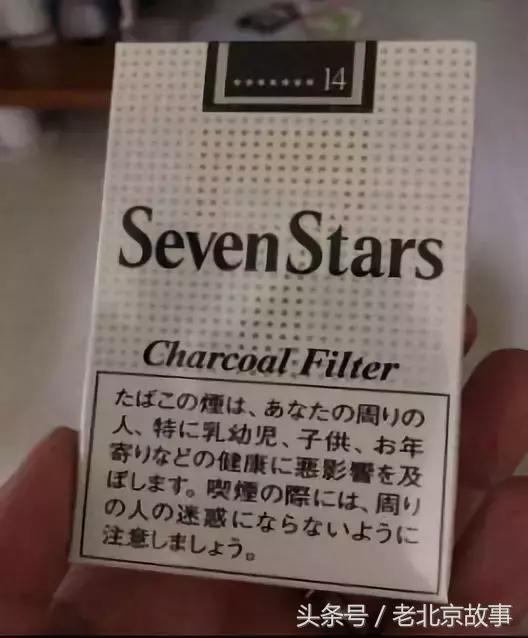 14
Seven Stars
Charcoal Filter
たばこの煙は、あなたの周りの
人、特に乳幼児、子供、お年
寄りなどの健康に悪影響を及
ぼします。喫煙の際には、周り
の人の迷惑にならないように
注意しましょう。
头条号 / 老北京故事